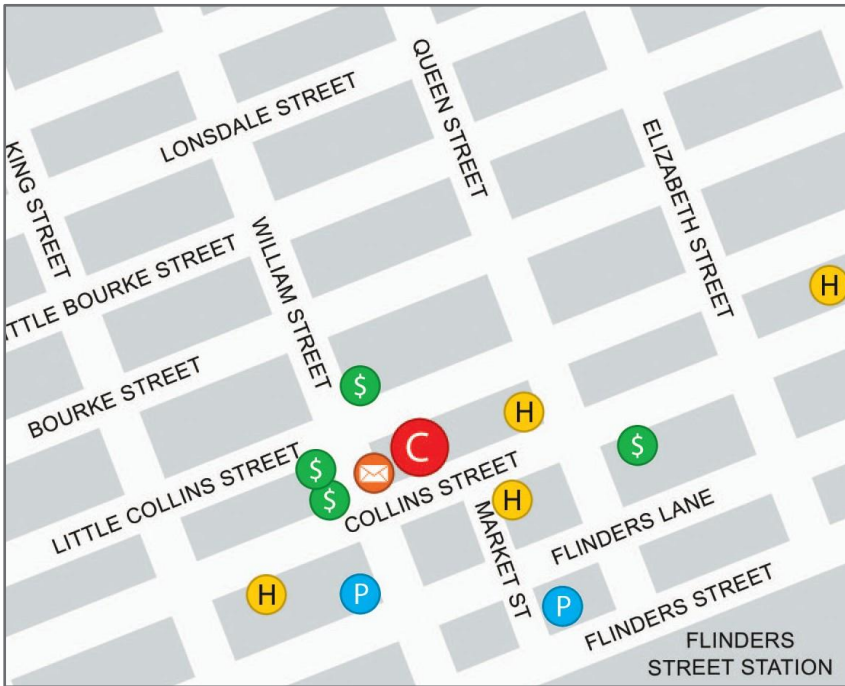 QUEEN STREET
LONSDALE STREET
ELIZABETH STREET
KING STREET
WILLIAM STREET
ITTLE BOURKE STREET
H
BOURKE STREET
$
H
C
$
LITTLE COLLINS STREET
$
$
COLLINS STREET
H
MARKET ST
FLINDERS LANE
H
P
P
FLINDERS STREET
FLINDERS
STREET STATION